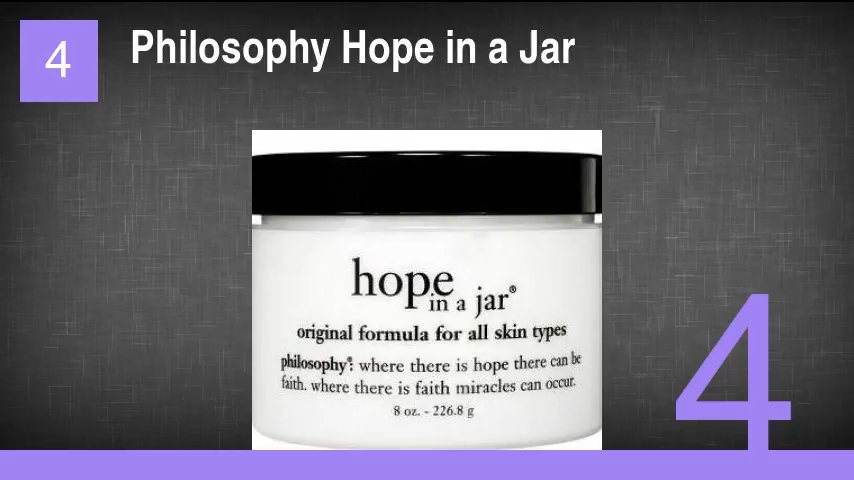 4
Philosophy Hope in a Jar
hope
in a jar®
original formula for all skin types
philosophy®: where there is hope there can be
faith. where there is faith miracles can occur.
8 oz. - 226.8 g
4